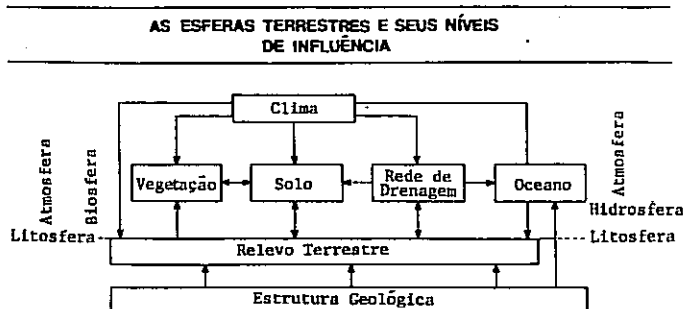 AS ESFERAS TERRESTRES E SEUS NÍVEIS
DE INFLUÊNCIA
Clima
Atmosfera
Biosfera
Vegetação
Solo
Rede de
Drenagem
Oceano
Atmosfera
Hidrosfera
Litosfera
Litosfera
Relevo Terrestre
Estrutura Geológica